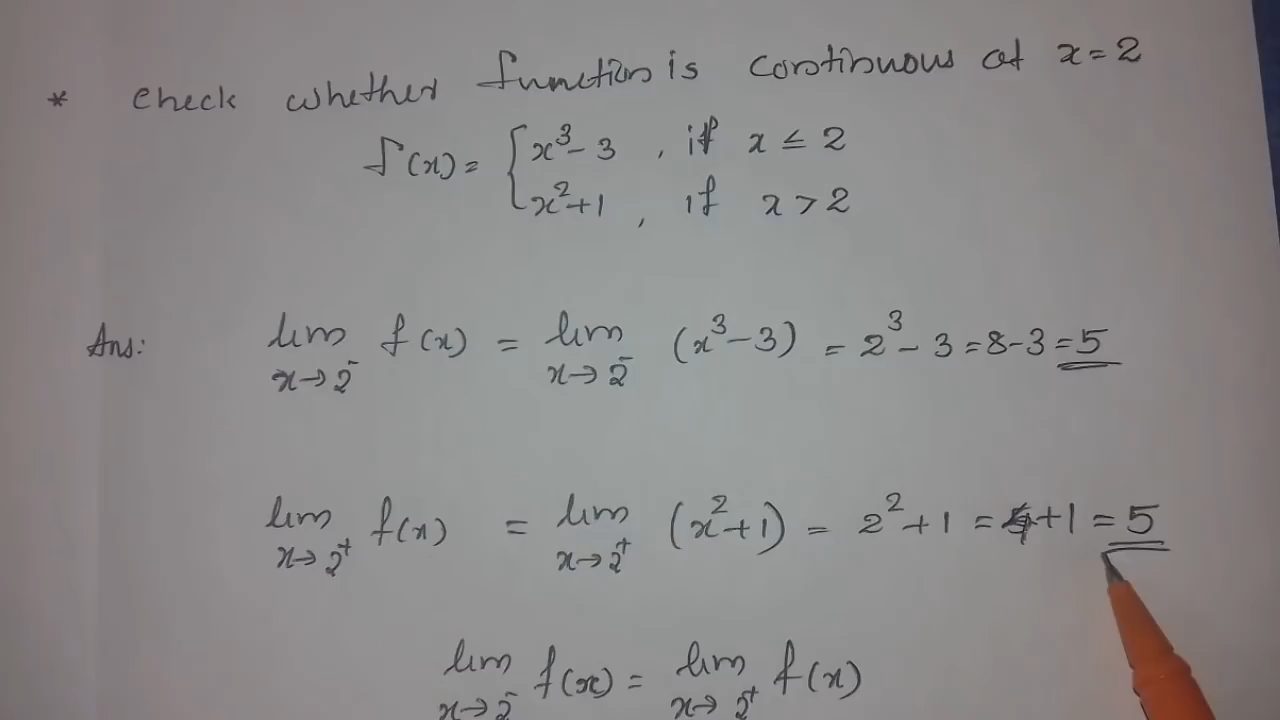 * check whether function is continuous at x = 2
f(x) = { x³ - 3 , if x ≤ 2
x² + 1 , if x > 2
Ans: lim x→2⁻ f(x) = lim x→2⁻ (x³ - 3) = 2³ - 3 = 8 - 3 = 5
lim x→2⁺ f(x) = lim x→2⁺ (x² + 1) = 2² + 1 = 4 + 1 = 5
lim x→2⁻ f(x) = lim x→2⁺ f(x)